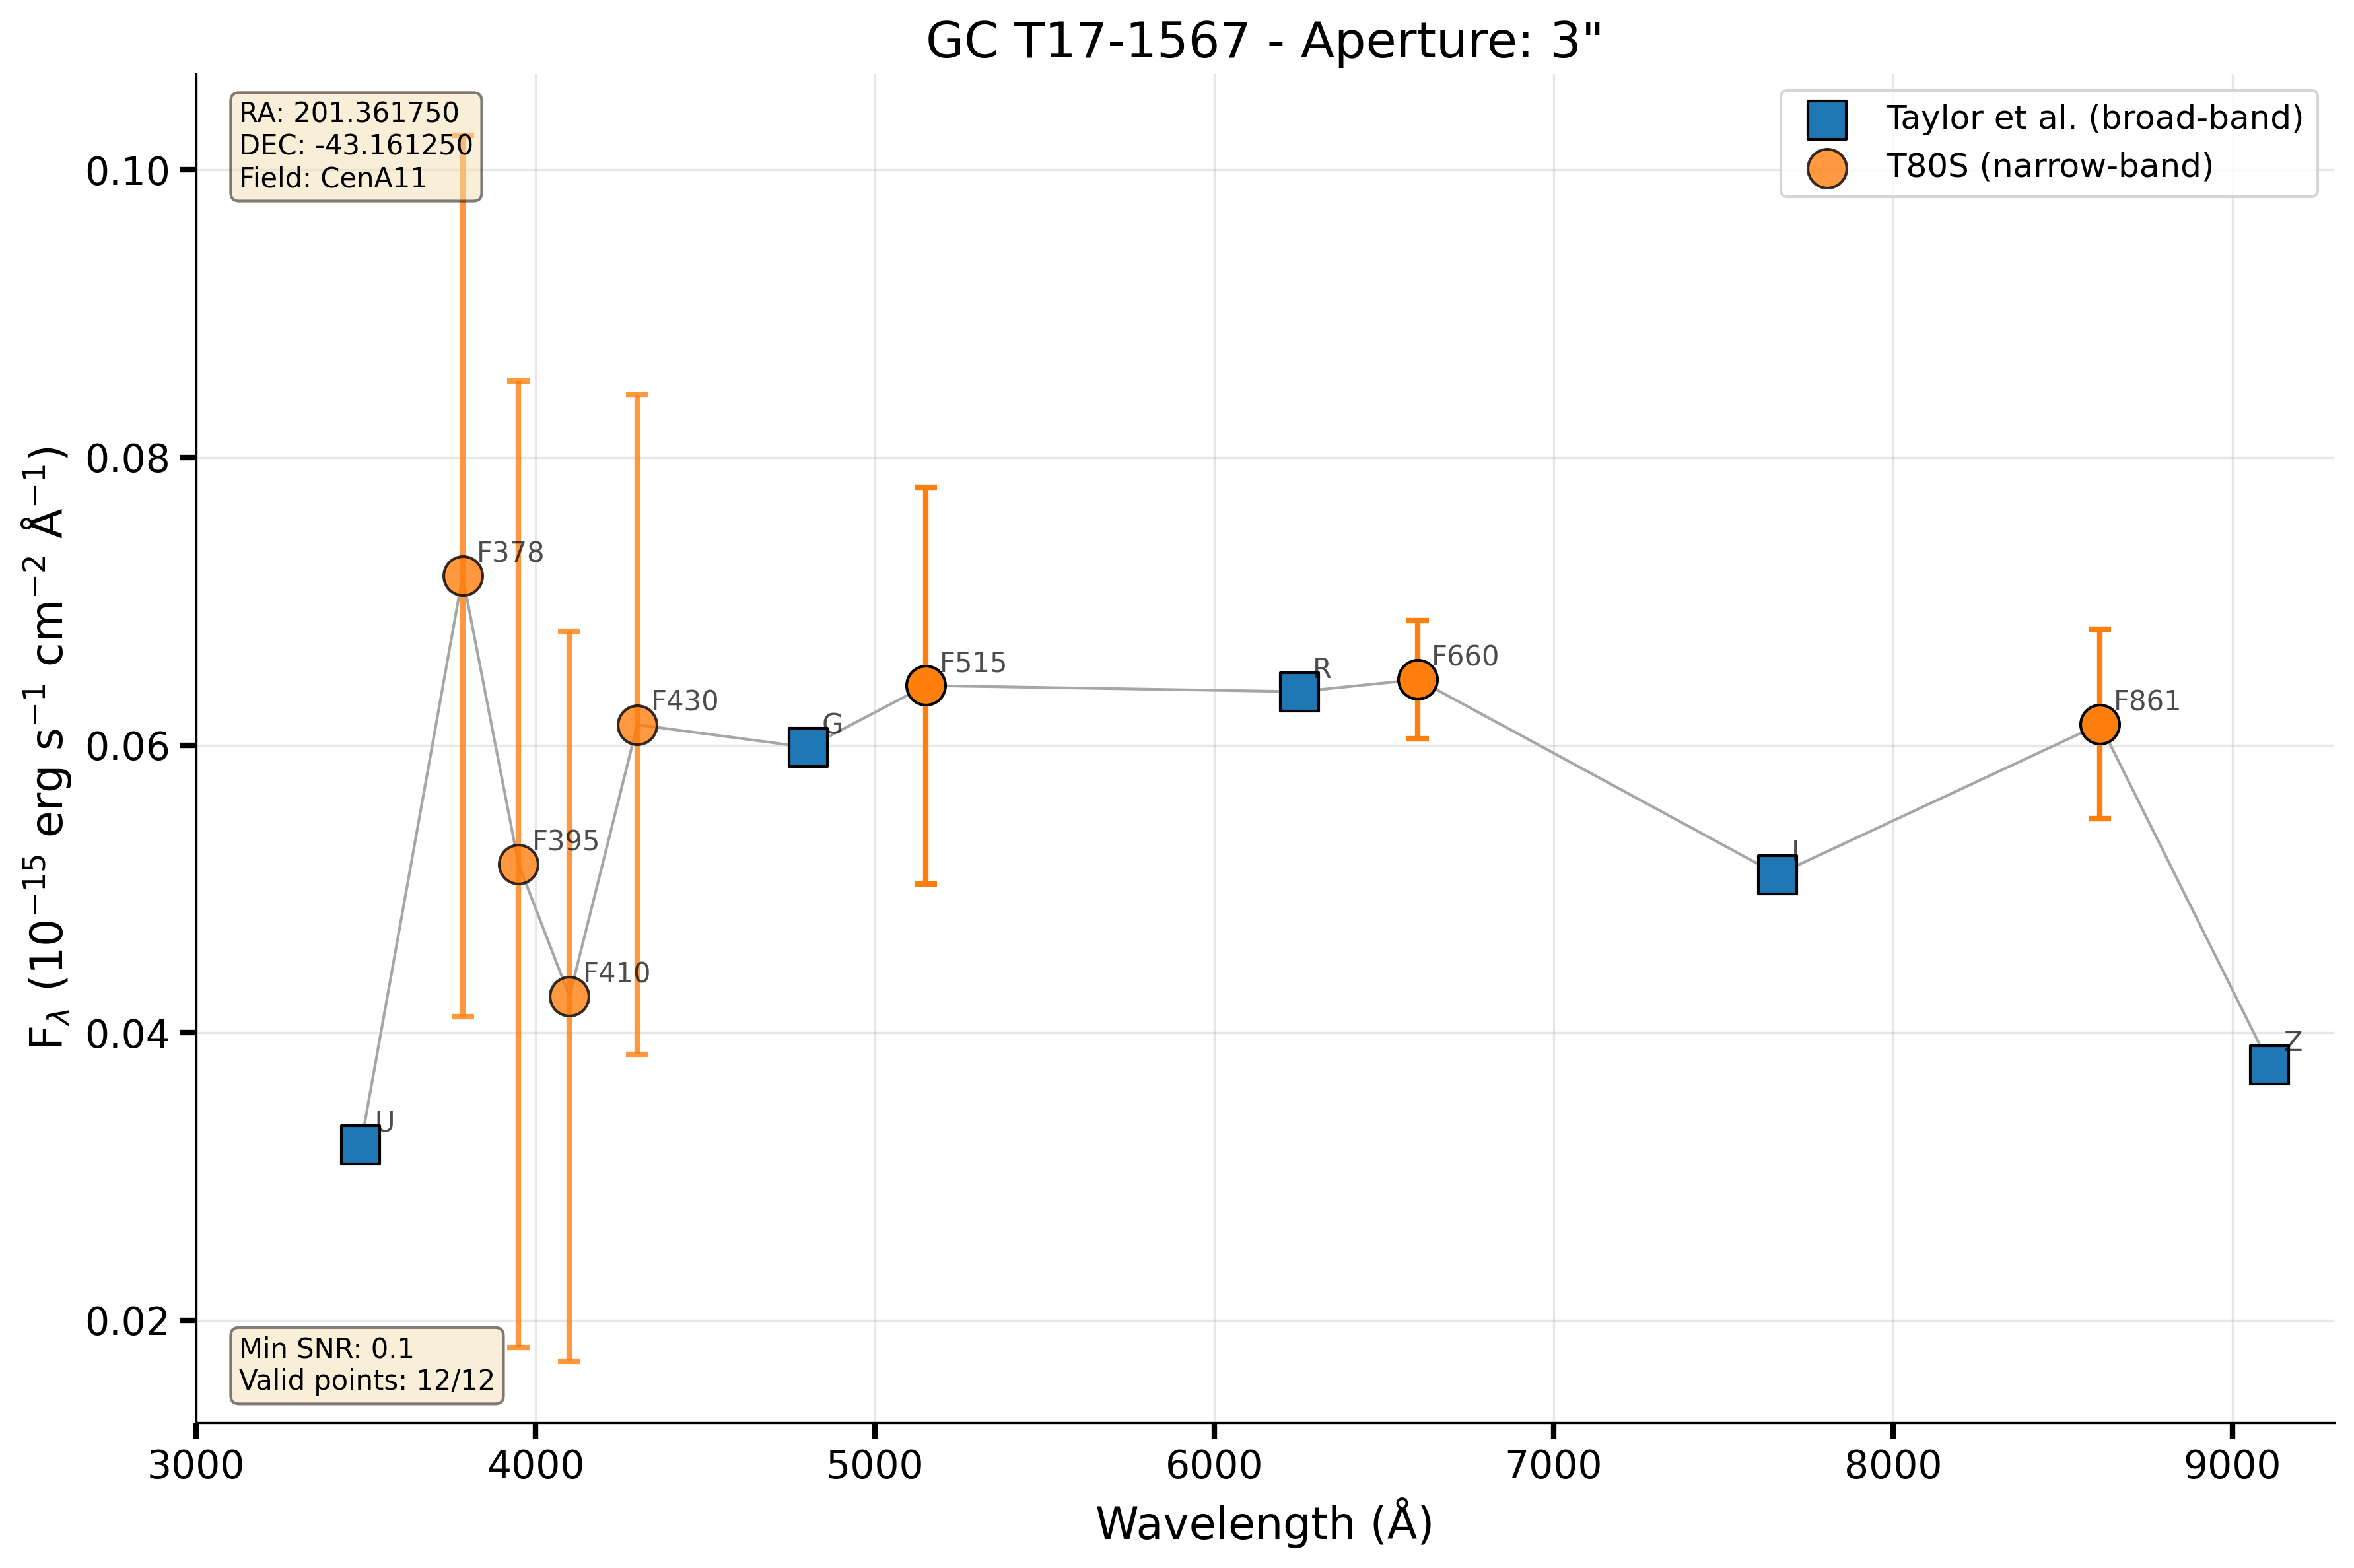 GC T17-1567 - Aperture: 3"
RA: 201.361750
DEC: -43.161250
Field: CenA11
Taylor et al. (broad-band)
T80S (narrow-band)
0.10
0.08
0.06
0.04
0.02
F_λ (10⁻¹⁵ erg s⁻¹ cm⁻² Å⁻¹)
F378
F395
F410
F430
F515
F660
F861
U
G
R
I
Z
Min SNR: 0.1
Valid points: 12/12
3000 4000 5000 6000 7000 8000 9000
Wavelength (Å)